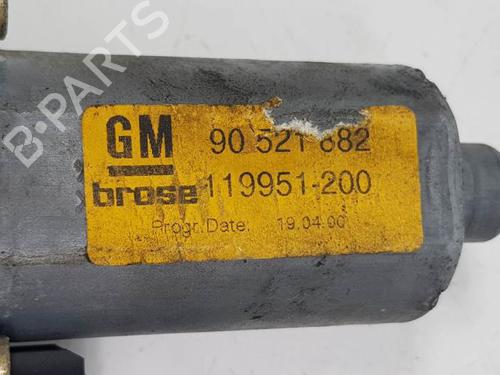 GM 90 521 882
brose 119951-200
Progr. Date: 19.04.00
B-PARTS